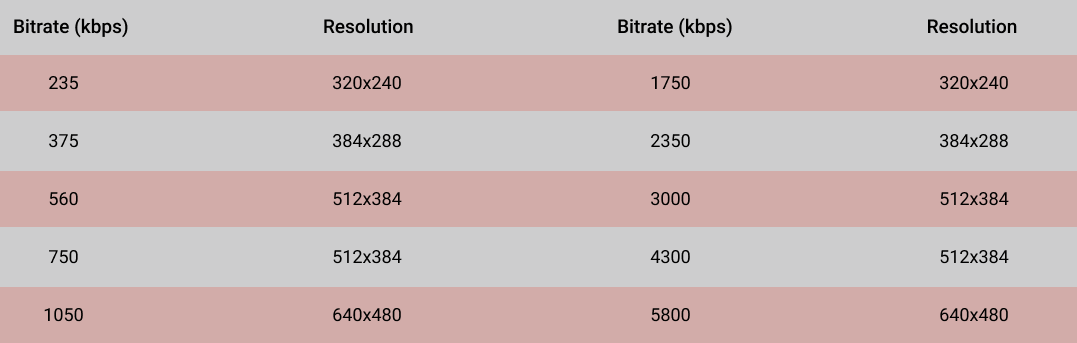 Bitrate (kbps) Resolution Bitrate (kbps) Resolution
235 320x240 1750 320x240
375 384x288 2350 384x288
560 512x384 3000 512x384
750 512x384 4300 512x384
1050 640x480 5800 640x480